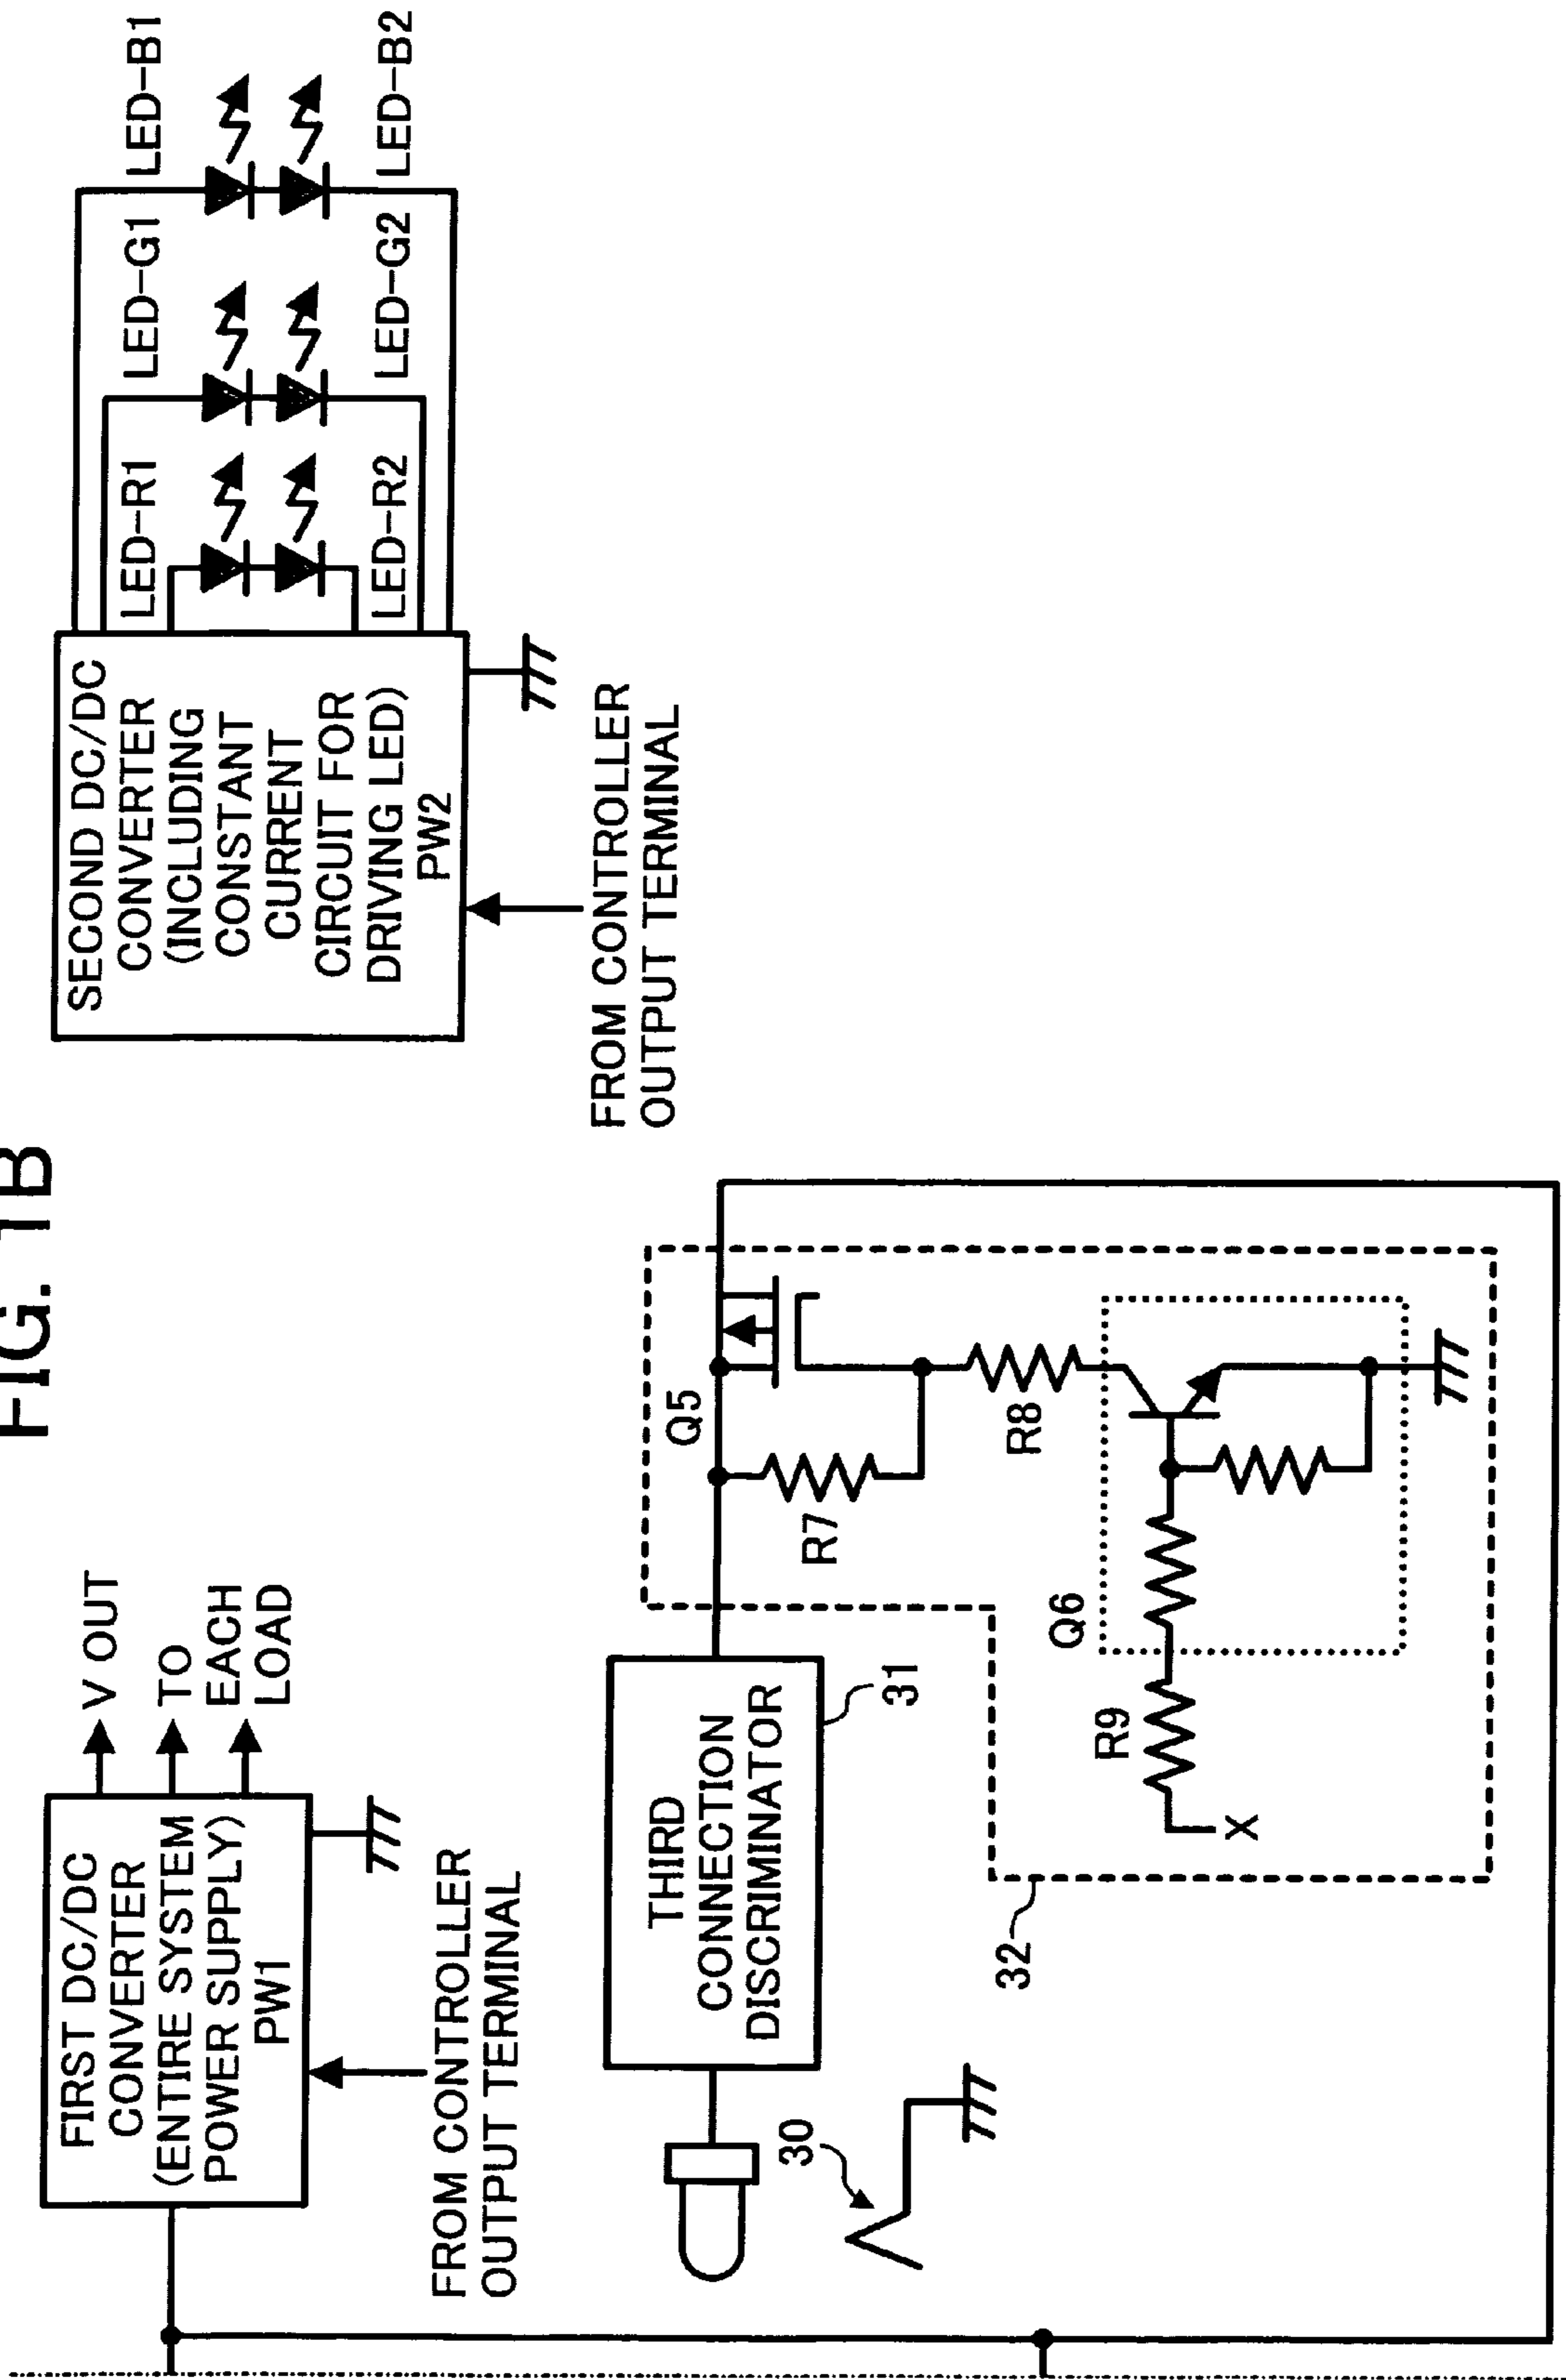 FIG. 1B
FIRST DC/DC
CONVERTER
(ENTIRE SYSTEM
POWER SUPPLY)
PW1
V OUT
TO
EACH
LOAD
FROM CONTROLLER
OUTPUT TERMINAL
SECOND DC/DC
CONVERTER
(INCLUDING
CONSTANT
CURRENT
CIRCUIT FOR
DRIVING LED)
PW2
FROM CONTROLLER
OUTPUT TERMINAL
LED-R1
LED-G1
LED-B1
LED-R2
LED-G2
LED-B2
30
THIRD
CONNECTION
DISCRIMINATOR
31
32
Q5
R7
R8
Q6
R9
X